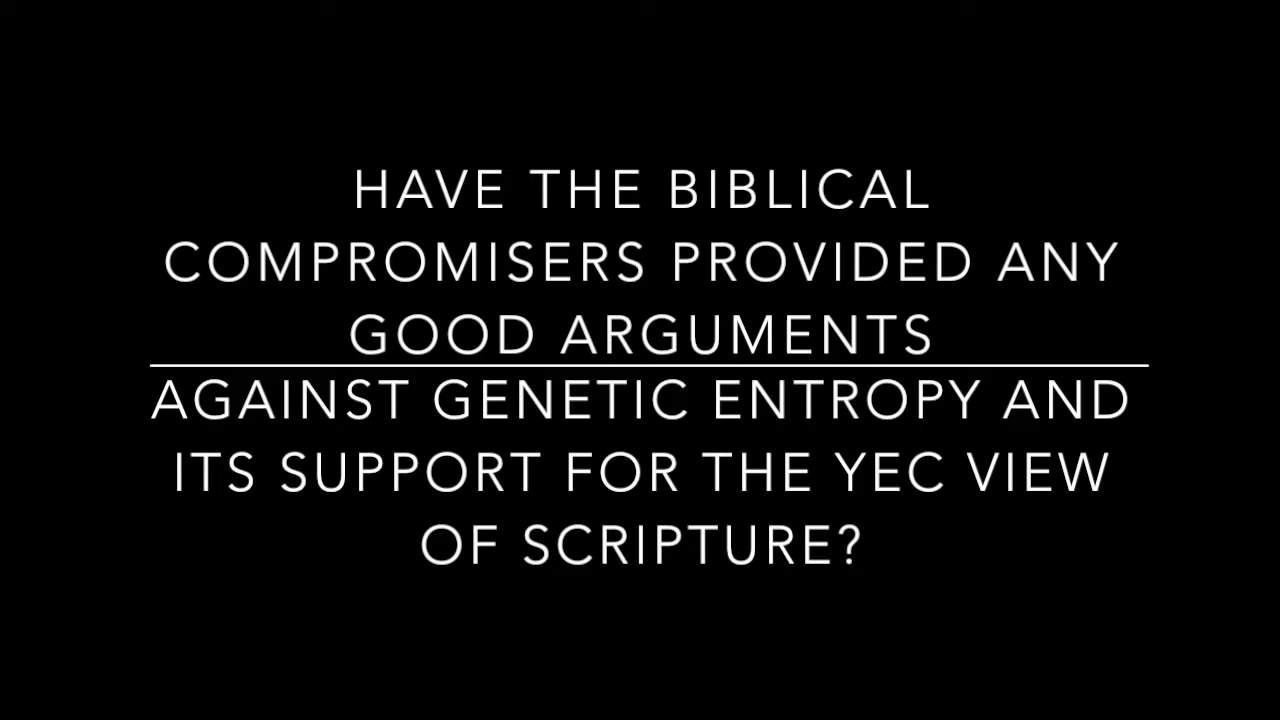 HAVE THE BIBLICAL
COMPROMISERS PROVIDED ANY
GOOD ARGUMENTS
AGAINST GENETIC ENTROPY AND
ITS SUPPORT FOR THE YEC VIEW
OF SCRIPTURE?